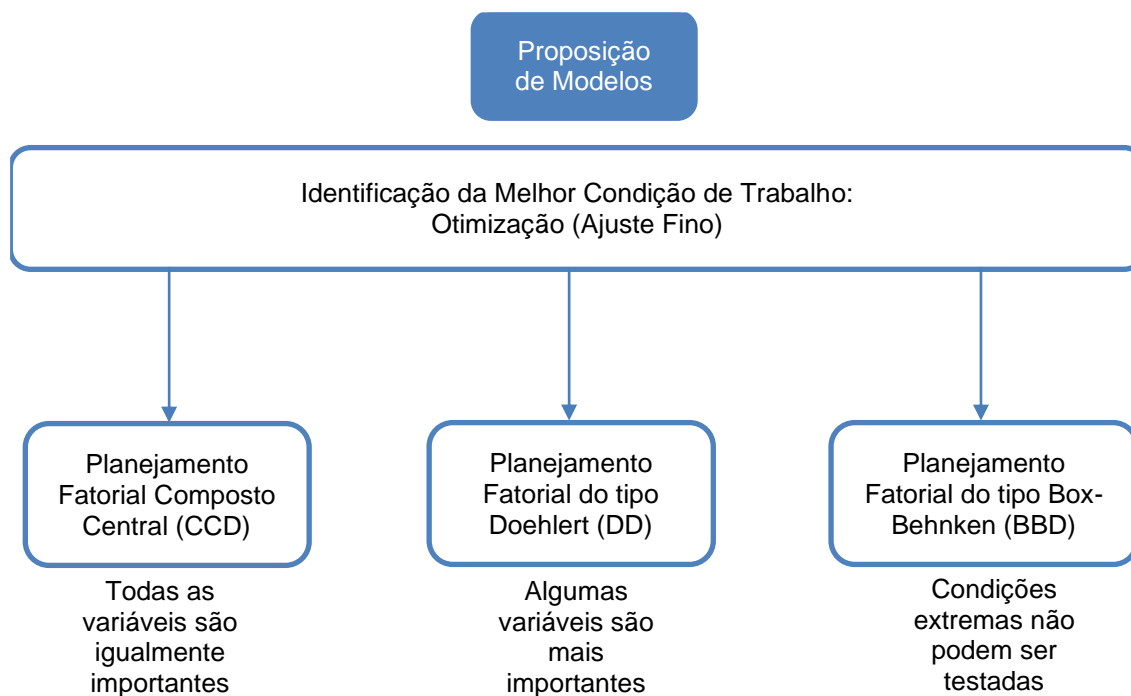 Proposição
de Modelos
Identificação da Melhor Condição de Trabalho:
Otimização (Ajuste Fino)
Planejamento
Fatorial Composto
Central (CCD)
Planejamento
Fatorial do tipo
Doehlert (DD)
Planejamento
Fatorial do tipo Box-
Behnken (BBD)
Todas as
variáveis são
igualmente
importantes
Algumas
variáveis são
mais
importantes
Condições
extremas não
podem ser
testadas